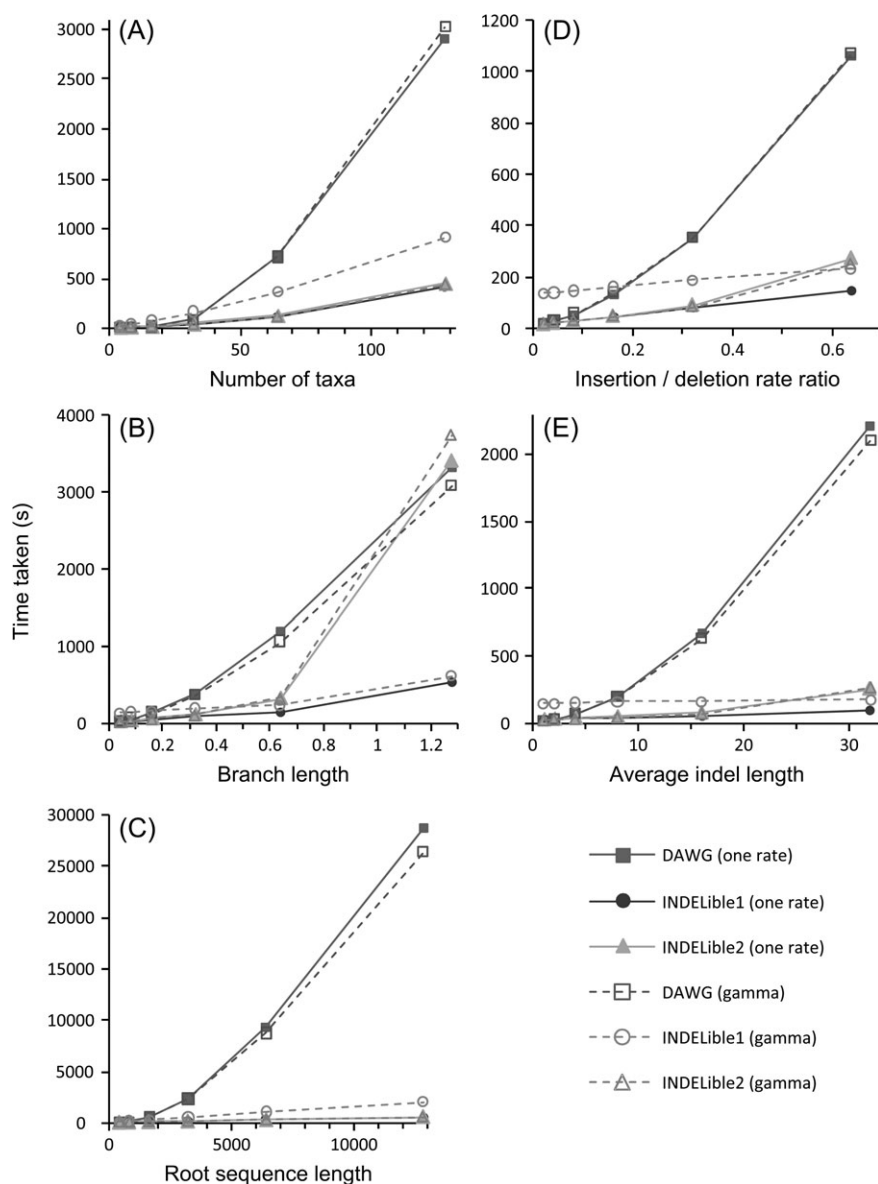 (A)
3000
2500
2000
1500
1000
500
0
0 50 100
Number of taxa
(D)
1200
1000
800
600
400
200
0
0 0.2 0.4 0.6
Insertion / deletion rate ratio
(B)
4000
3000
2000
1000
0
0 0.2 0.4 0.6 0.8 1 1.2
Branch length
Time taken (s)
(E)
2000
1500
1000
500
0
0 10 20 30
Average indel length
(C)
30000
25000
20000
15000
10000
5000
0
0 5000 10000
Root sequence length
DAWG (one rate)
INDELible1 (one rate)
INDELible2 (one rate)
DAWG (gamma)
INDELible1 (gamma)
INDELible2 (gamma)